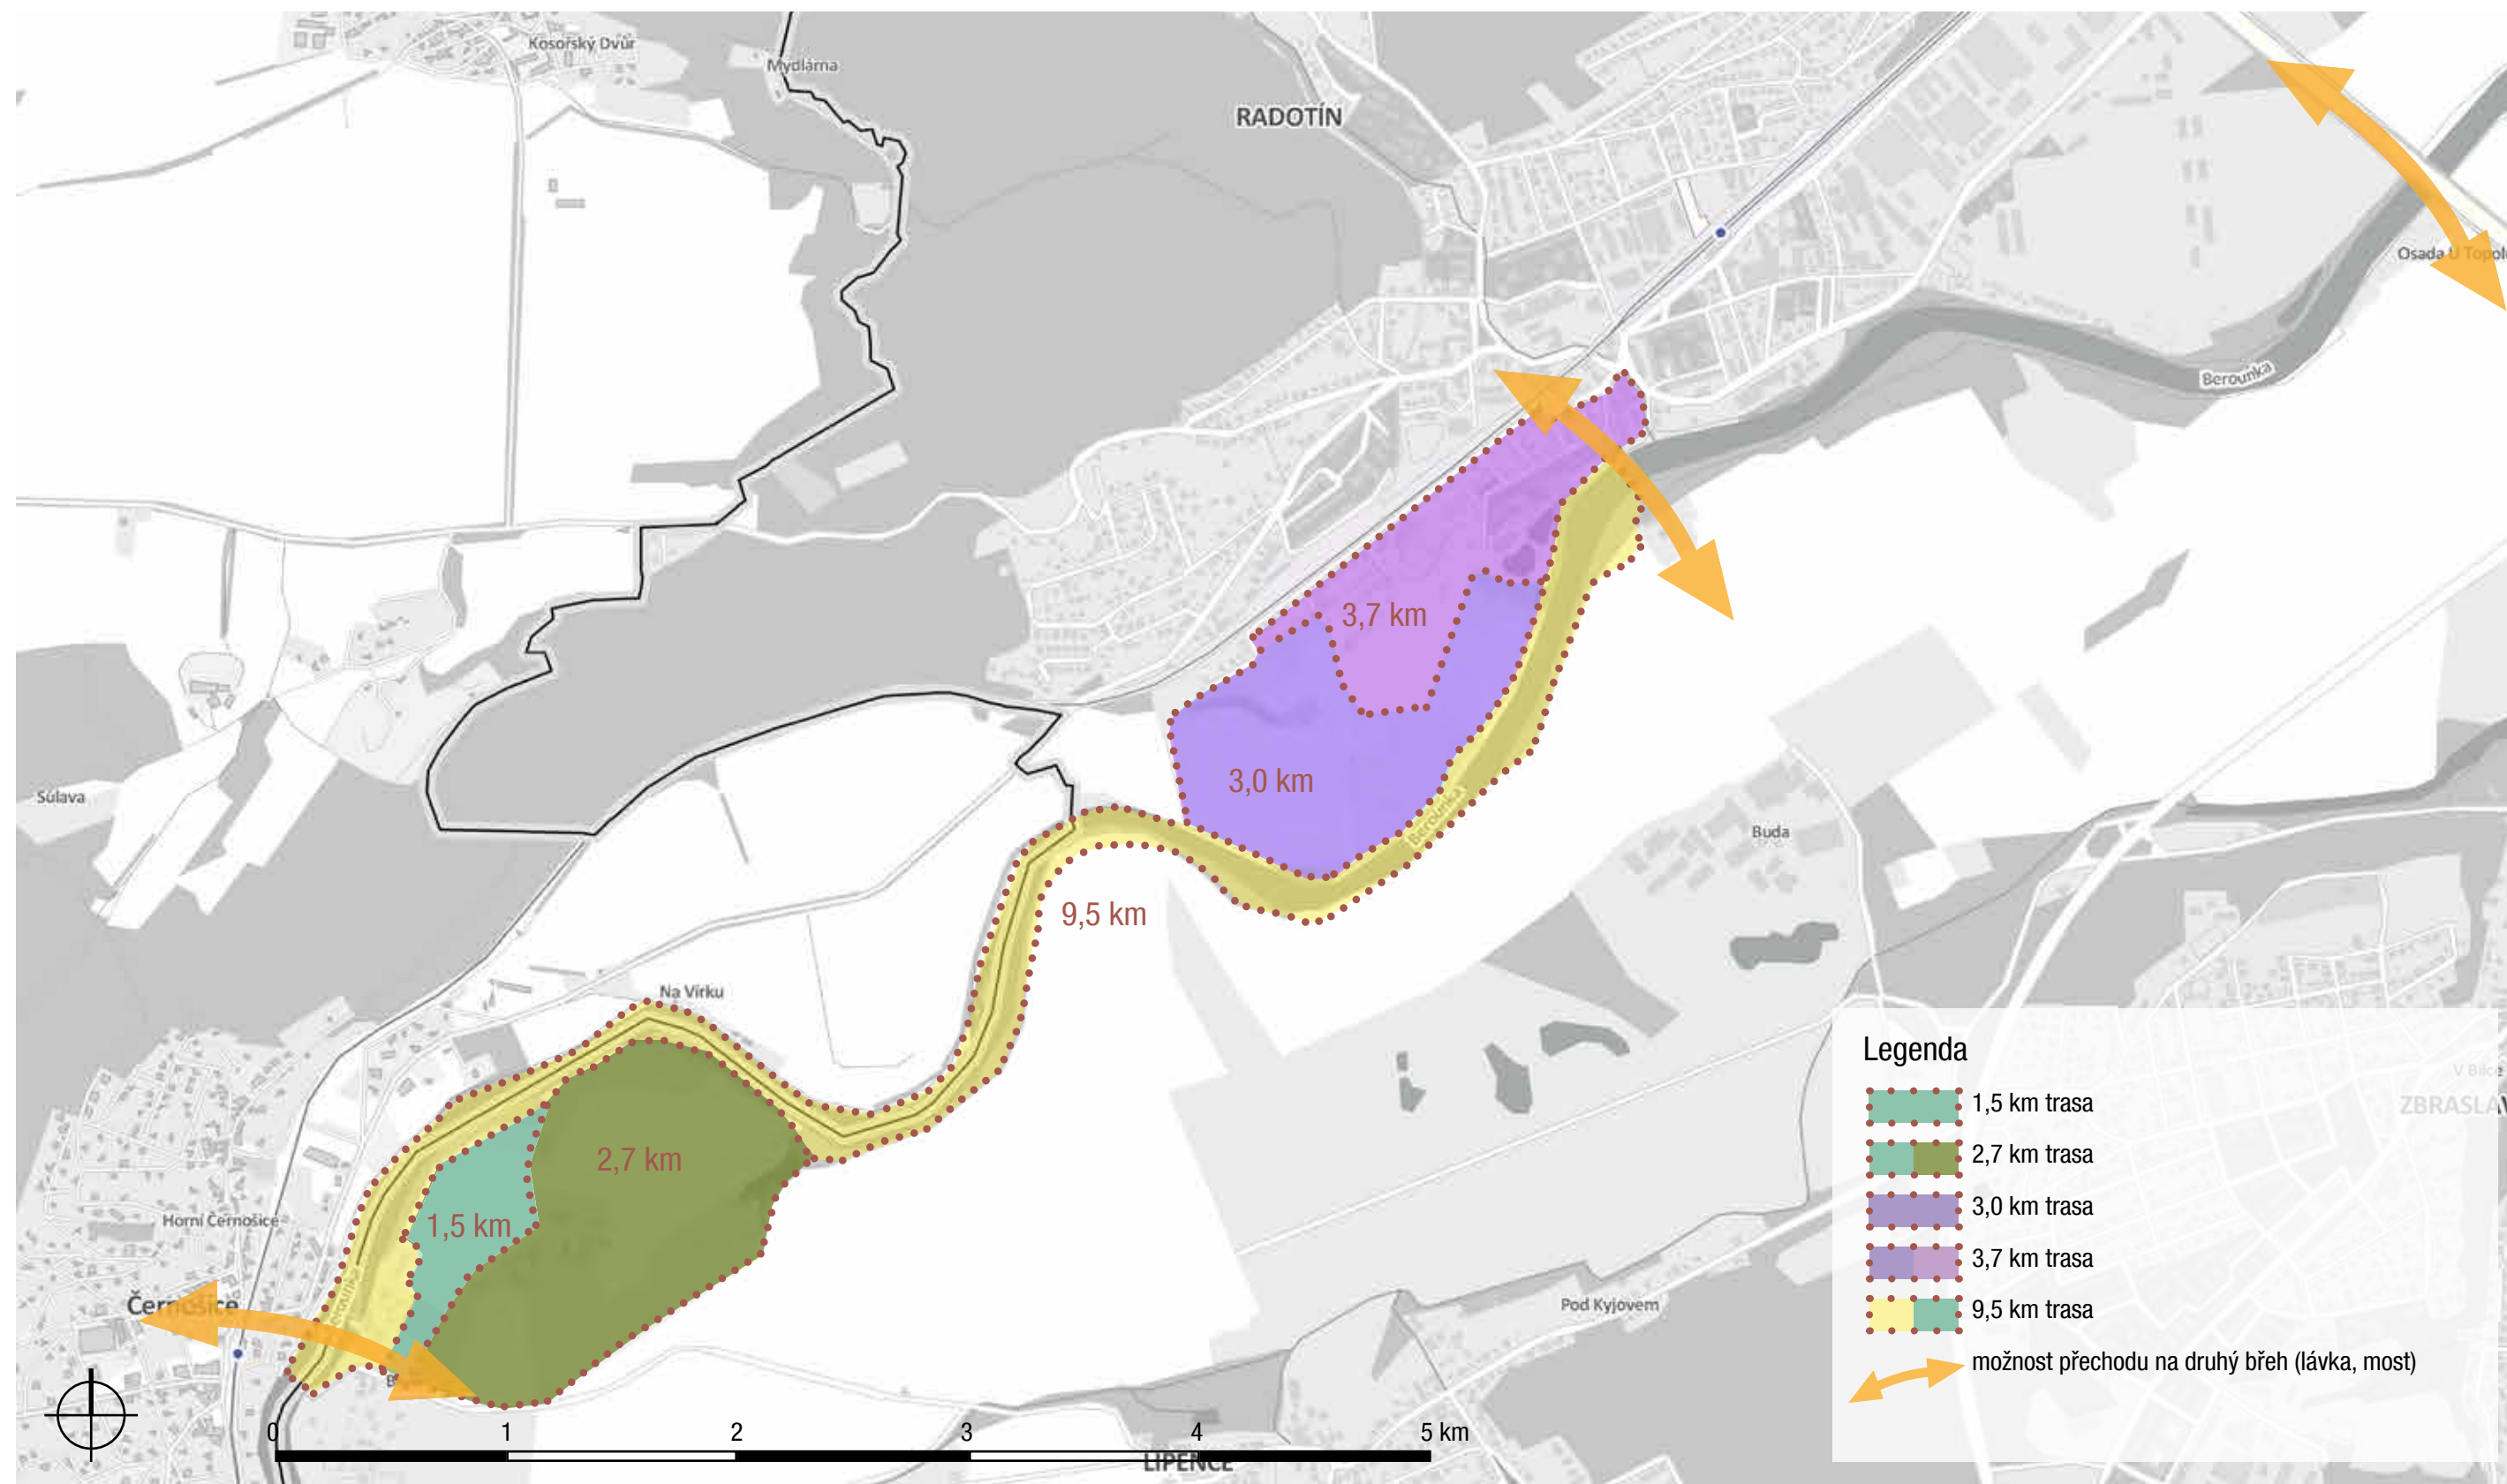 Kosořský Dvůr
Mydlárna
RADOTÍN
Osada U Topolů
Berounka
3,7 km
3,0 km
Súlava
Buda
Berounka
9,5 km
Na Vírku
Legenda
1,5 km trasa
2,7 km trasa
3,0 km trasa
3,7 km trasa
9,5 km trasa
možnost přechodu na druhý břeh (lávka, most)
V Bílce
ZBRASLAV
2,7 km
1,5 km
Horní Černošice
Černošice
Pod Kyjovem
0 1 2 3 4 5 km
LIPENCE